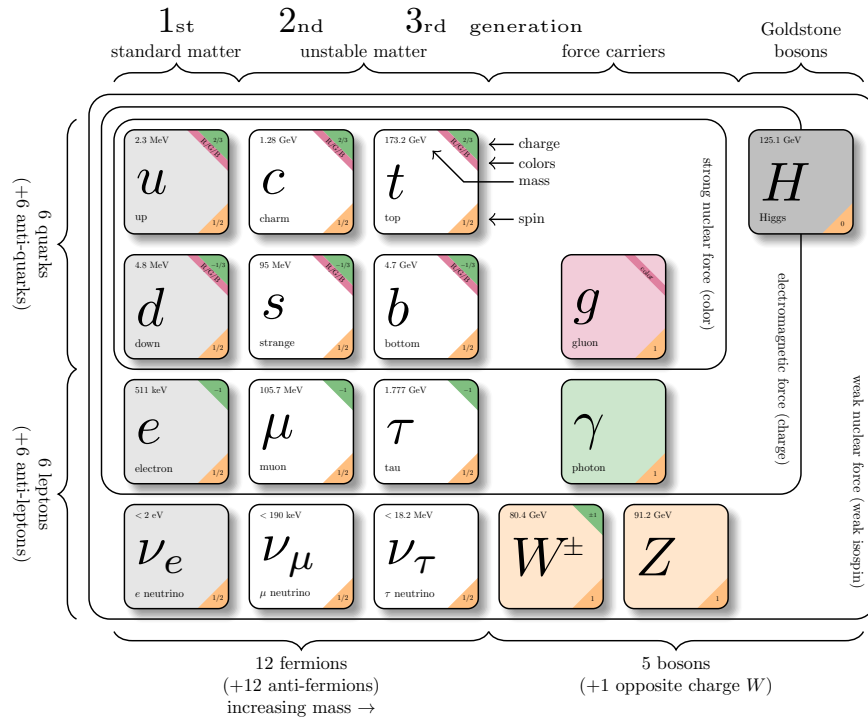 1st 2nd 3rd generation
Goldstone
bosons
standard matter unstable matter force carriers
6 quarks
(+6 anti-quarks)
6 leptons
(+6 anti-leptons)
2.3 MeV 2/3
R/G/B
u
up
1/2
1.28 GeV 2/3
R/G/B
c
charm
1/2
173.2 GeV 2/3
R/G/B
t
top
1/2
charge
colors
mass
spin
125.1 GeV
H
Higgs
0
4.8 MeV −1/3
R/G/B
d
down
1/2
95 MeV −1/3
R/G/B
s
strange
1/2
4.7 GeV −1/3
R/G/B
b
bottom
1/2
color
g
gluon
1
strong nuclear force (color)
511 keV −1
e
electron
1/2
105.7 MeV −1
μ
muon
1/2
1.777 GeV −1
τ
tau
1/2
γ
photon
1
electromagnetic force (charge)
< 2 eV
νe
e neutrino
1/2
< 190 keV
νμ
μ neutrino
1/2
< 18.2 MeV
ντ
τ neutrino
1/2
80.4 GeV ±1
W±
1
91.2 GeV
Z
1
weak nuclear force (weak isospin)
12 fermions
(+12 anti-fermions)
increasing mass →
5 bosons
(+1 opposite charge W)